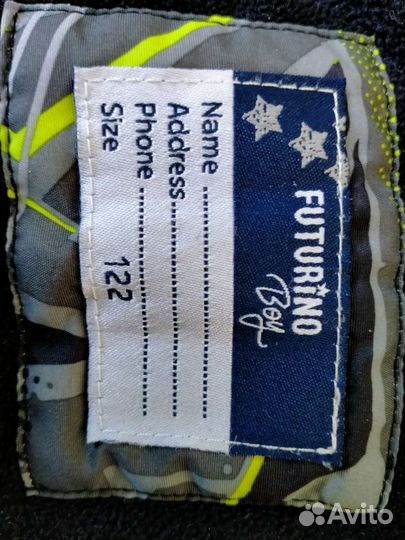 FUTURINO
Boy
Name
Address
Phone
Size 122
Avito